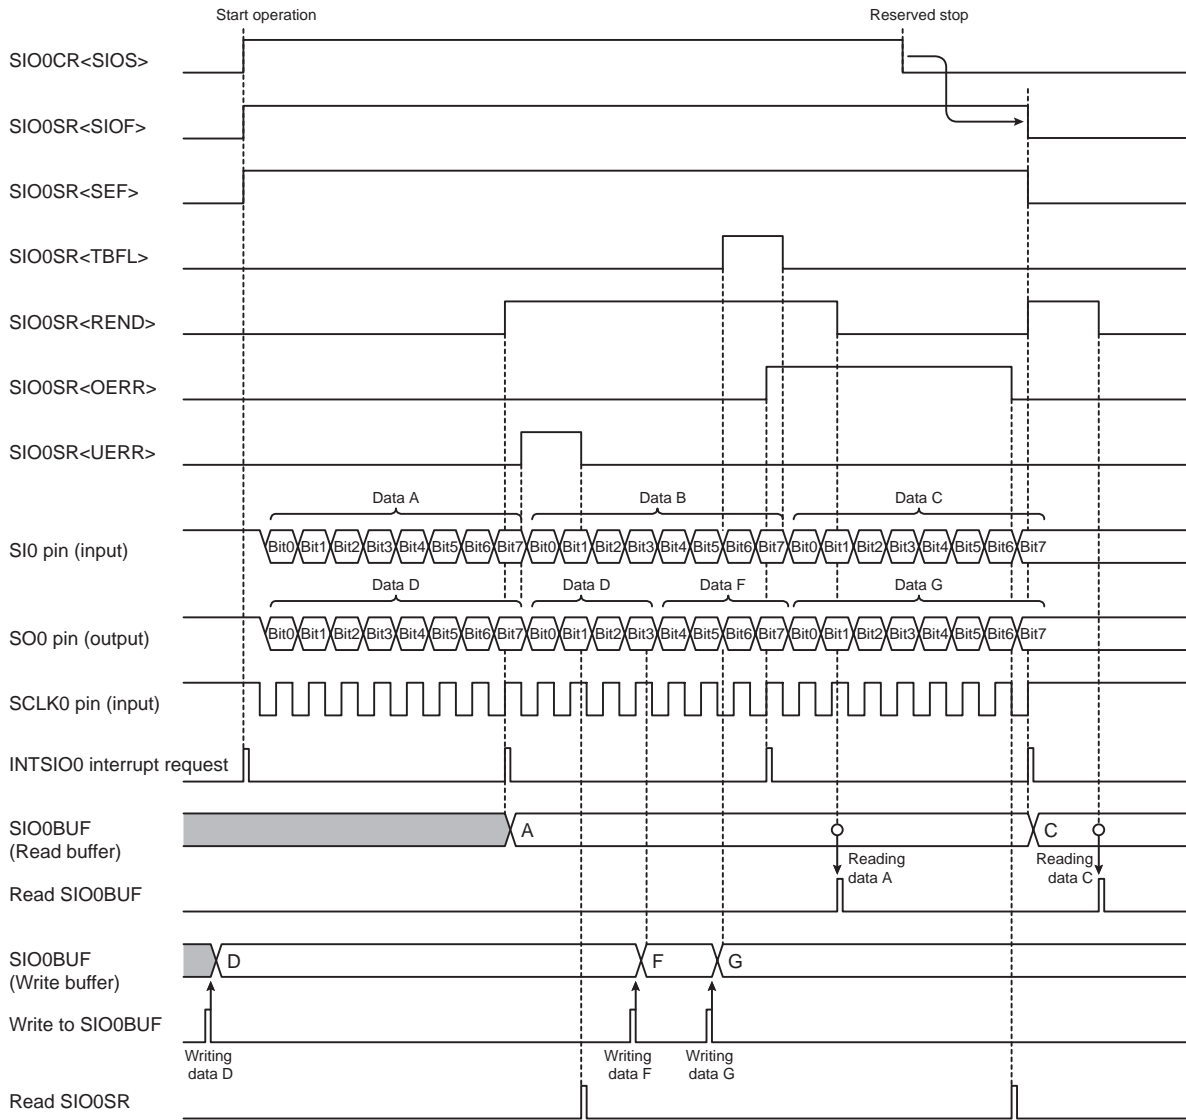 Start operation
Reserved stop
SIO0CR<SIOS>
SIO0SR<SIOF>
SIO0SR<SEF>
SIO0SR<TBFL>
SIO0SR<REND>
SIO0SR<OERR>
SIO0SR<UERR>
Data A Data B Data C
SI0 pin (input) Bit0 Bit1 Bit2 Bit3 Bit4 Bit5 Bit6 Bit7 Bit0 Bit1 Bit2 Bit3 Bit4 Bit5 Bit6 Bit7 Bit0 Bit1 Bit2 Bit3 Bit4 Bit5 Bit6 Bit7
Data D Data D Data F Data G
SO0 pin (output) Bit0 Bit1 Bit2 Bit3 Bit4 Bit5 Bit6 Bit7 Bit0 Bit1 Bit2 Bit3 Bit4 Bit5 Bit6 Bit7 Bit0 Bit1 Bit2 Bit3 Bit4 Bit5 Bit6 Bit7
SCLK0 pin (input)
INTSIO0 interrupt request
SIO0BUF
(Read buffer)
A
C
Reading
data A
Reading
data C
Read SIO0BUF
SIO0BUF
(Write buffer)
D
F
G
Write to SIO0BUF
Writing
data D
Writing
data F
Writing
data G
Read SIO0SR